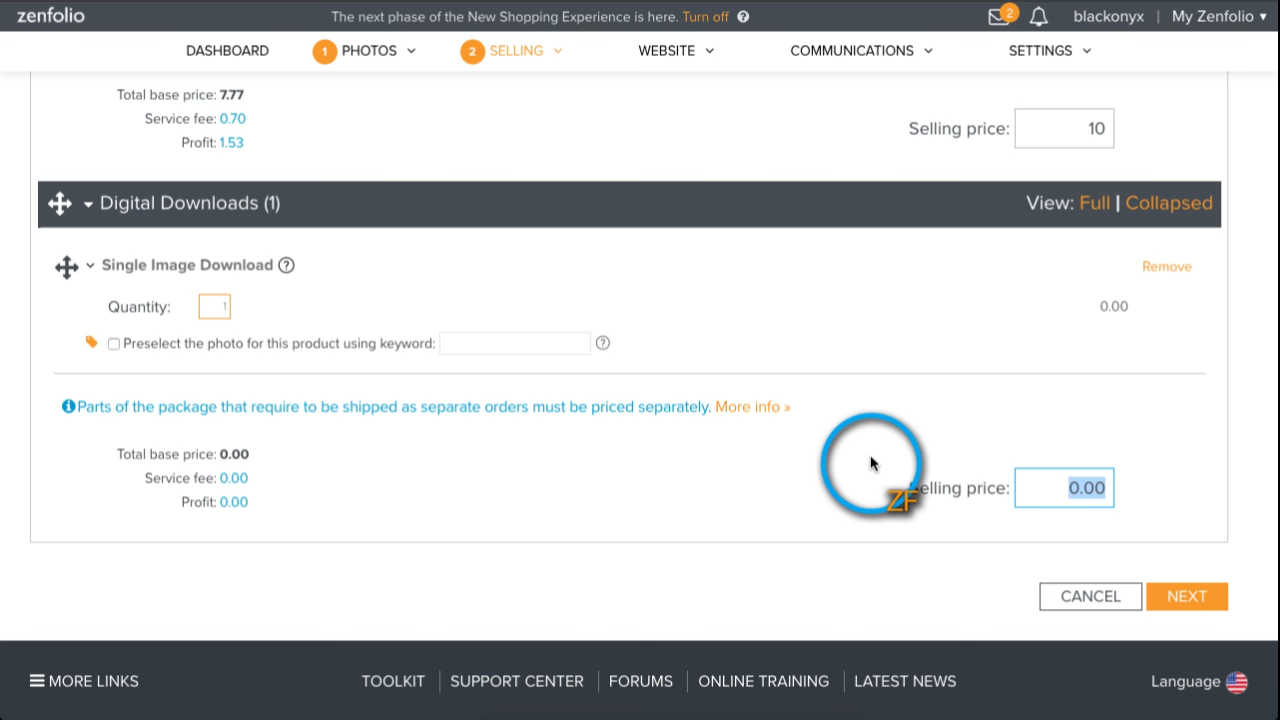 zenfolio The next phase of the New Shopping Experience is here. Turn off ? 2 blackonyx | My Zenfolio ▾
DASHBOARD 1 PHOTOS 2 SELLING WEBSITE COMMUNICATIONS SETTINGS
Total base price: 7.77
Service fee: 0.70
Profit: 1.53
Selling price: 10
Digital Downloads (1) View: Full | Collapsed
Single Image Download ? Remove
Quantity: 1 0.00
Preselect the photo for this product using keyword: ?
Parts of the package that require to be shipped as separate orders must be priced separately. More info »
Total base price: 0.00
Service fee: 0.00
Profit: 0.00
ZF
elling price: 0.00
CANCEL NEXT
MORE LINKS TOOLKIT SUPPORT CENTER FORUMS ONLINE TRAINING LATEST NEWS Language